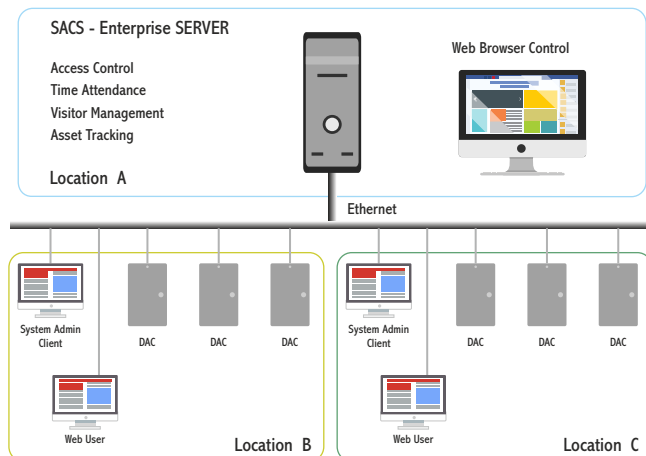 SACS - Enterprise SERVER
Web Browser Control
Access Control
Time Attendance
Visitor Management
Asset Tracking
Location A
Ethernet
System Admin
Client
DAC
DAC
DAC
System Admin
Client
DAC
DAC
DAC
Web User
Location B
Web User
Location C